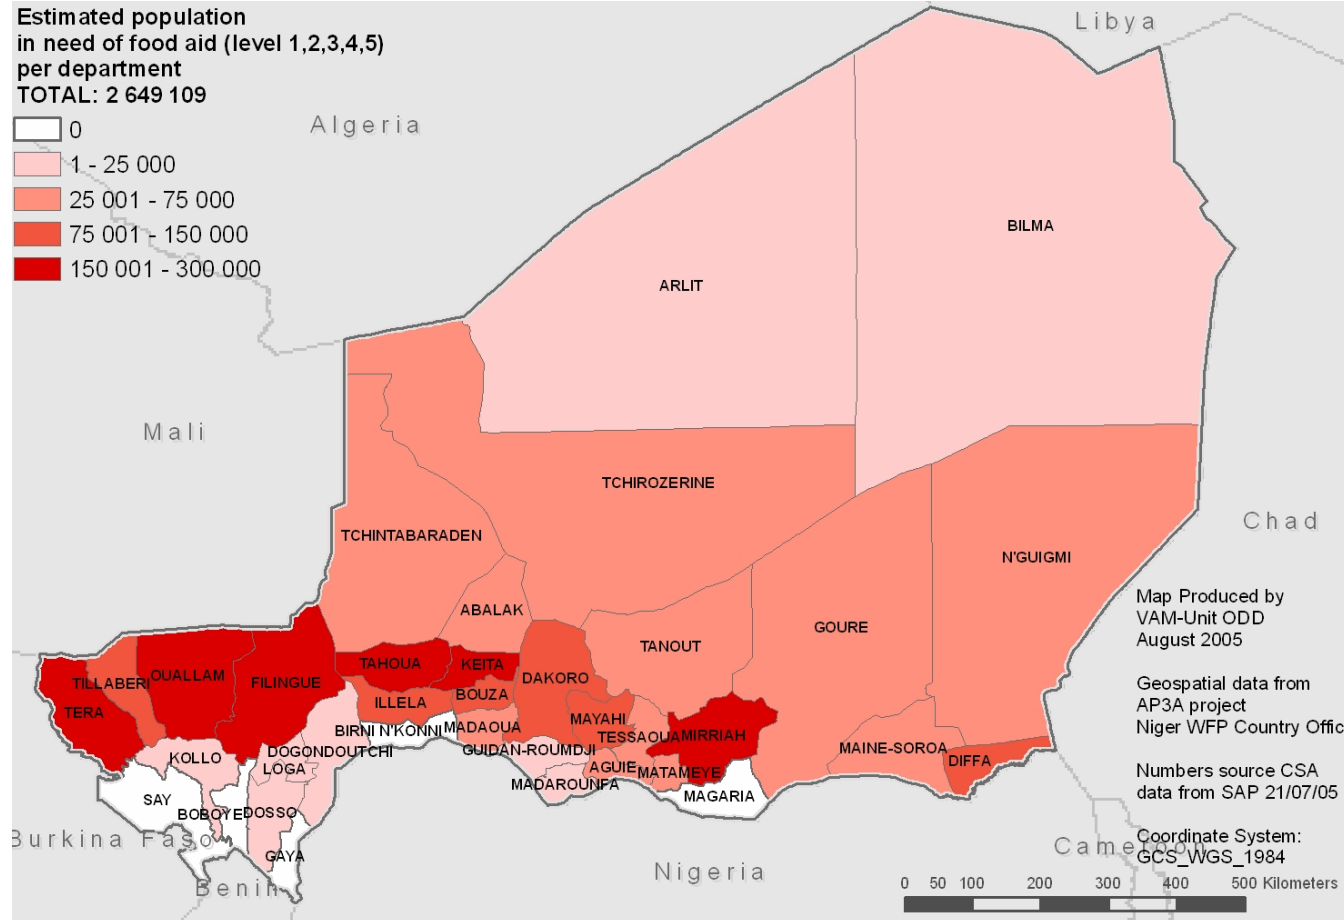 Estimated population
in need of food aid (level 1,2,3,4,5)
per department
TOTAL: 2 649 109
0
1 - 25 000
25 001 - 75 000
75 001 - 150 000
150 001 - 300 000
Libya
Algeria
Mali
Chad
Burkina Faso
Benin
Nigeria
Cameroon
BILMA
ARLIT
TCHIROZERINE
TCHINTABARADEN
N'GUIGMI
ABALAK
GOURE
TANOUT
TAHOUA
KEITA
DAKORO
OUALLAM
TILLABERI
FILINGUE
TERA
ILLELA
BOUZA
MAYAHI
BIRNI N'KONNI
MADAOUA
TESSAOUA
MIRRIAH
KOLLO
DOGONDOUTCHI
GUIDAN-ROUMDJI
MAINE-SOROA
DIFFA
LOGA
AGUIE
MATAMEYE
MADAROUNFA
MAGARIA
SAY
BOBOYE
DOSSO
GAYA
Map Produced by
VAM-Unit ODD
August 2005
Geospatial data from
AP3A project
Niger WFP Country Offic
Numbers source CSA
data from SAP 21/07/05
Coordinate System:
GCS_WGS_1984
0 50 100 200 300 400 500 Kilometers